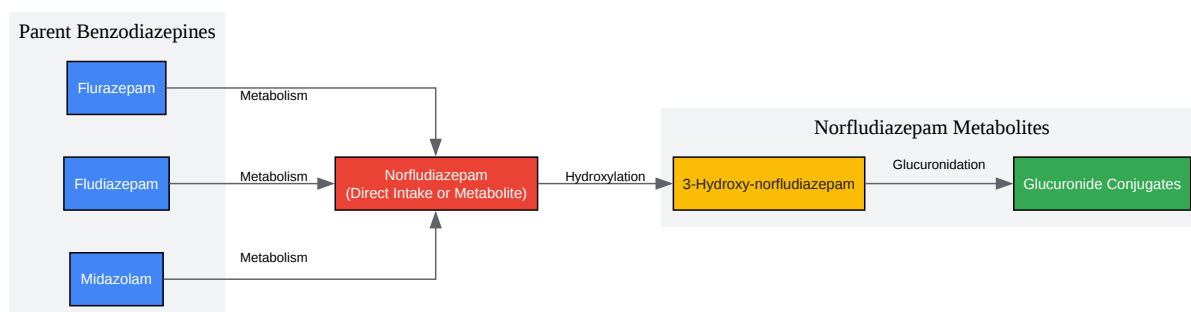 Parent Benzodiazepines
Flurazepam
Metabolism
Fludiazepam
Metabolism
Midazolam
Metabolism
Norfludiazepam
(Direct Intake or Metabolite)
Hydroxylation
Norfludiazepam Metabolites
3-Hydroxy-norfludiazepam
Glucuronidation
Glucuronide Conjugates